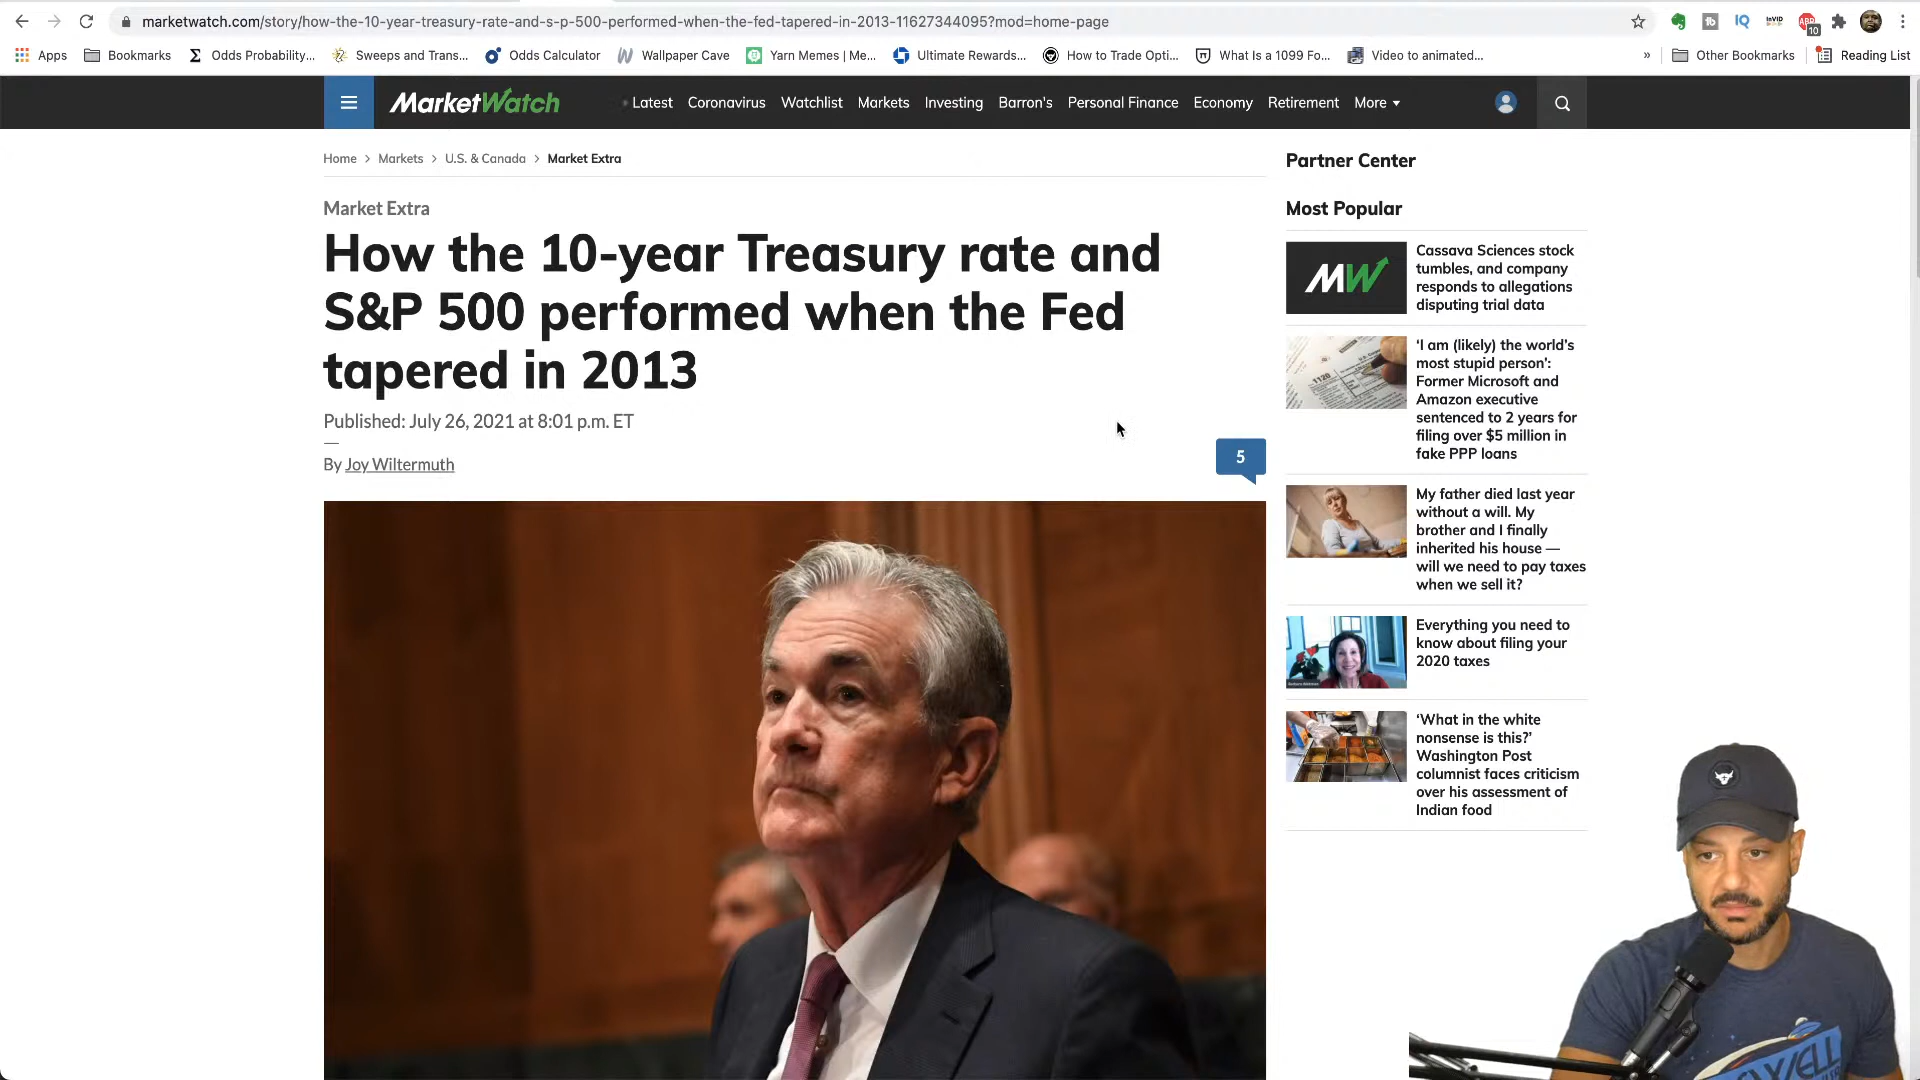 marketwatch.com/story/how-the-10-year-treasury-rate-and-s-p-500-performed-when-the-fed-tapered-in-2013-11627344095?mod=home-page
10
Apps Bookmarks Odds Probability... Sweeps and Trans... Odds Calculator Wallpaper Cave Yarn Memes | Me... Ultimate Rewards... How to Trade Opti... What Is a 1099 Fo... Video to animated... » Other Bookmarks Reading List
MarketWatch Latest Coronavirus Watchlist Markets Investing Barron's Personal Finance Economy Retirement More
Home > Markets > U.S. & Canada > Market Extra
Market Extra
How the 10-year Treasury rate and
S&P 500 performed when the Fed
tapered in 2013
Published: July 26, 2021 at 8:01 p.m. ET
By Joy Wiltermuth
5
Partner Center
Most Popular
MW
Cassava Sciences stock
tumbles, and company
responds to allegations
disputing trial data
1120
‘I am (likely) the world’s
most stupid person’:
Former Microsoft and
Amazon executive
sentenced to 2 years for
filing over $5 million in
fake PPP loans
My father died last year
without a will. My
brother and I finally
inherited his house —
will we need to pay taxes
when we sell it?
Everything you need to
know about filing your
2020 taxes
‘What in the white
nonsense is this?’
Washington Post
columnist faces criticism
over his assessment of
Indian food